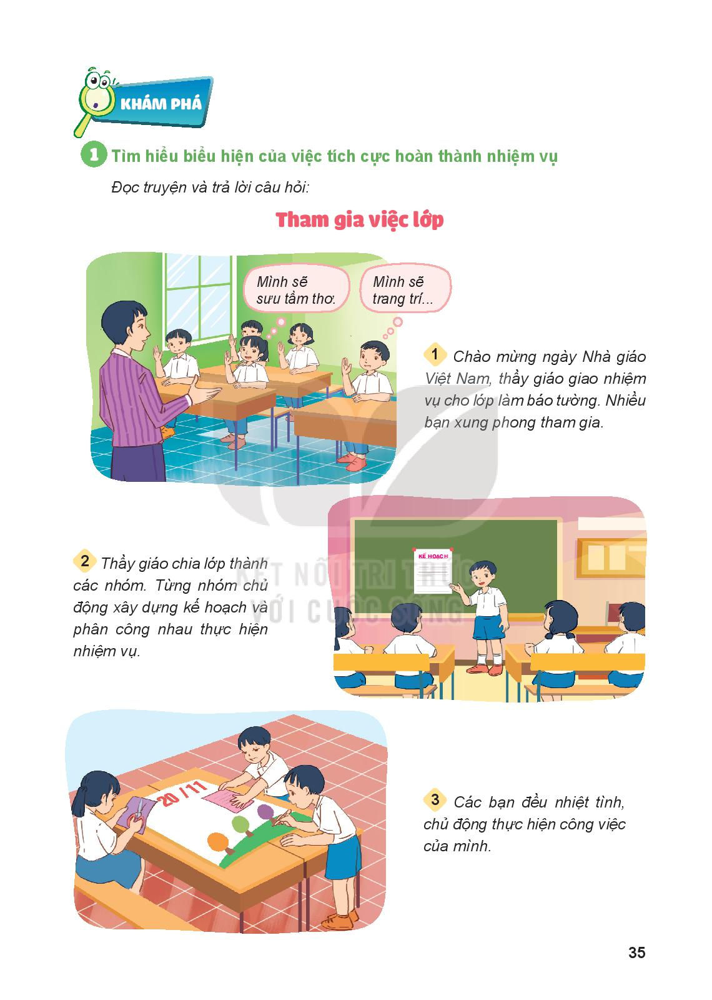 KHÁM PHÁ
1 Tìm hiểu biểu hiện của việc tích cực hoàn thành nhiệm vụ
Đọc truyện và trả lời câu hỏi:
Tham gia việc lớp
Mình sẽ
sưu tầm thơ.
Mình sẽ
trang trí...
1 Chào mừng ngày Nhà giáo
Việt Nam, thầy giáo giao nhiệm
vụ cho lớp làm báo tường. Nhiều
bạn xung phong tham gia.
KẾ HOẠCH
2 Thầy giáo chia lớp thành
các nhóm. Từng nhóm chủ
động xây dựng kế hoạch và
phân công nhau thực hiện
nhiệm vụ.
KẾT NỐI TRI THỨC
VỚI CUỘC SỐNG
20/11
3 Các bạn đều nhiệt tình,
chủ động thực hiện công việc
của mình.
35